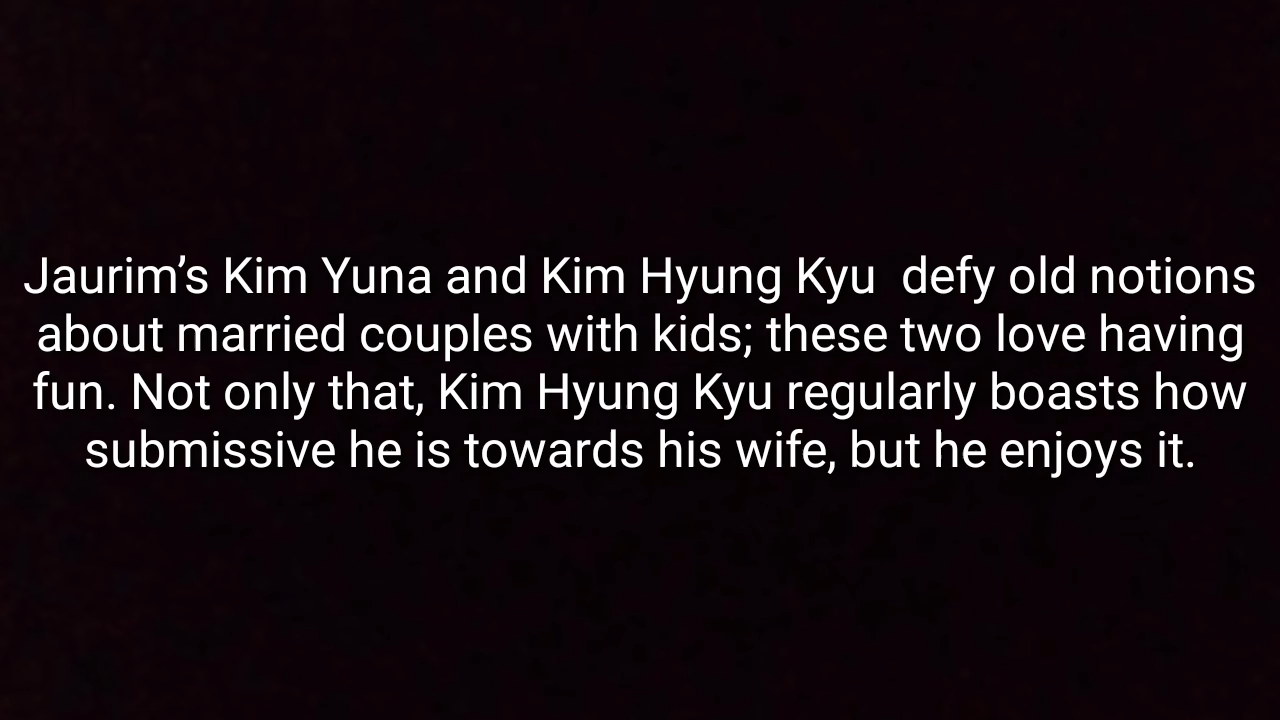 Jaurim’s Kim Yuna and Kim Hyung Kyu  defy old notions
about married couples with kids; these two love having
fun. Not only that, Kim Hyung Kyu regularly boasts how
submissive he is towards his wife, but he enjoys it.